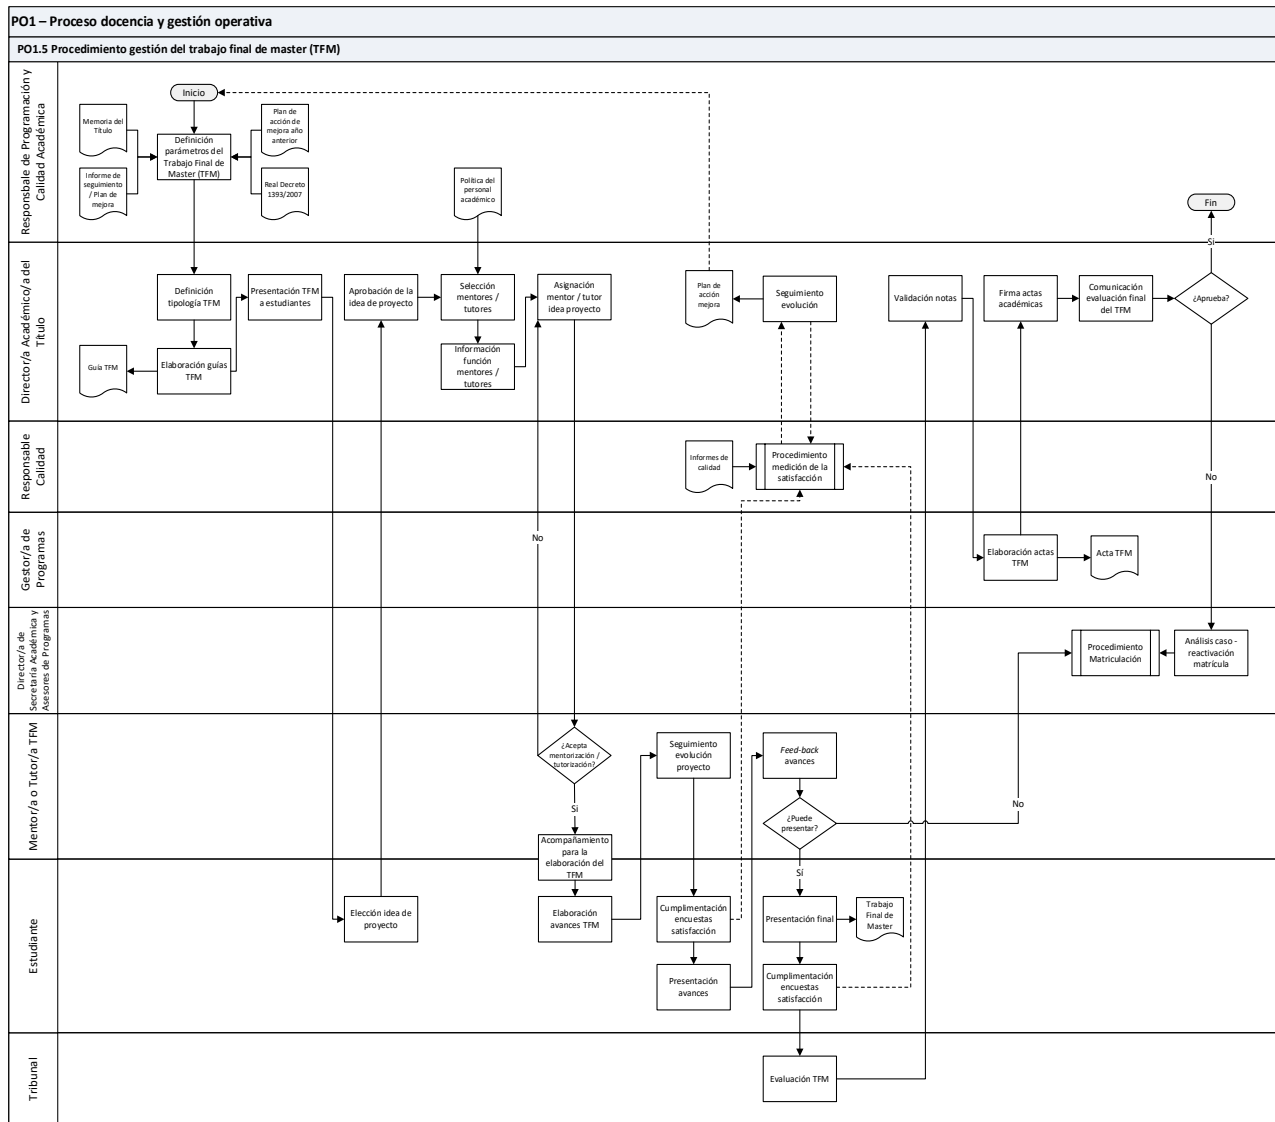 PO1 – Proceso docencia y gestión operativa
PO1.5 Procedimiento gestión del trabajo final de master (TFM)
Responsbale de Programación y
Calidad Académica
Inicio
Memoria del
Título
Informe de
seguimiento
/ Plan de
mejora
Definición
parámetros del
Trabajo Final de
Master (TFM)
Plan de
acción de
mejora año
anterior
Real Decreto
1393/2007
Política del
personal
académico
Fin
Si
Director/a Académico/a del
Título
Definición
tipología TFM
Presentación TFM
a estudiantes
Guía TFM
Elaboración guías
TFM
Aprobación de la
idea de proyecto
Selección
mentores /
tutores
Información
función
mentores /
tutores
Asignación
mentor / tutor
idea proyecto
Plan de
acción
mejora
Seguimiento
evolución
Validación notas
Firma actas
académicas
Comunicación
evaluación final
del TFM
¿Aprueba?
Responsable
Calidad
Informes de
calidad
Procedimiento
medición de la
satisfacción
No
Gestor/a de
Programas
No
Elaboración actas
TFM
Acta TFM
Director/a de
Secretaría Académica y
Asesores de Programas
Procedimiento
Matriculación
Análisis caso -
reactivación
matrícula
Mentor/a o Tutor/a TFM
¿Acepta
mentorización /
tutorización?
Si
Acompañamiento
para la
elaboración del
TFM
Seguimiento
evolución
proyecto
Feed-back
avances
¿Puede
presentar?
No
Sí
Estudiante
Elección idea de
proyecto
Elaboración
avances TFM
Cumplimentación
encuestas
satisfacción
Presentación
avances
Presentación final
Trabajo
Final de
Master
Cumplimentación
encuestas
satisfacción
Tribunal
Evaluación TFM